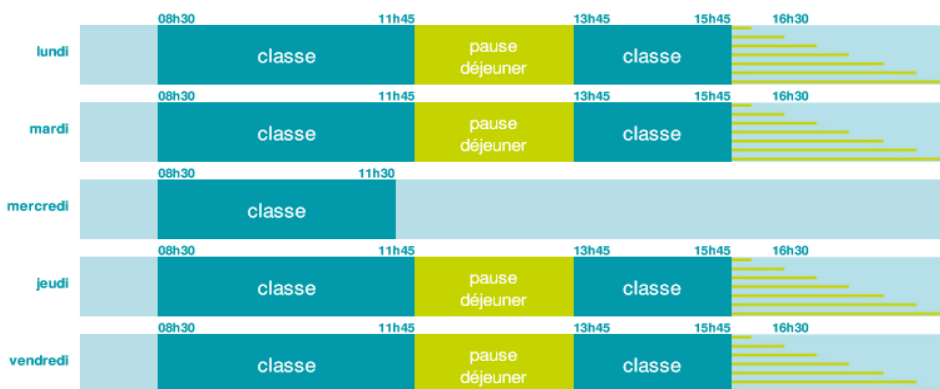 08h30 11h45 13h45 15h45 16h30
lundi classe pause classe
déjeuner
08h30 11h45 13h45 15h45 16h30
mardi classe pause classe
déjeuner
08h30 11h30
mercredi classe
08h30 11h45 13h45 15h45 16h30
jeudi classe pause classe
déjeuner
08h30 11h45 13h45 15h45 16h30
vendredi classe pause classe
déjeuner